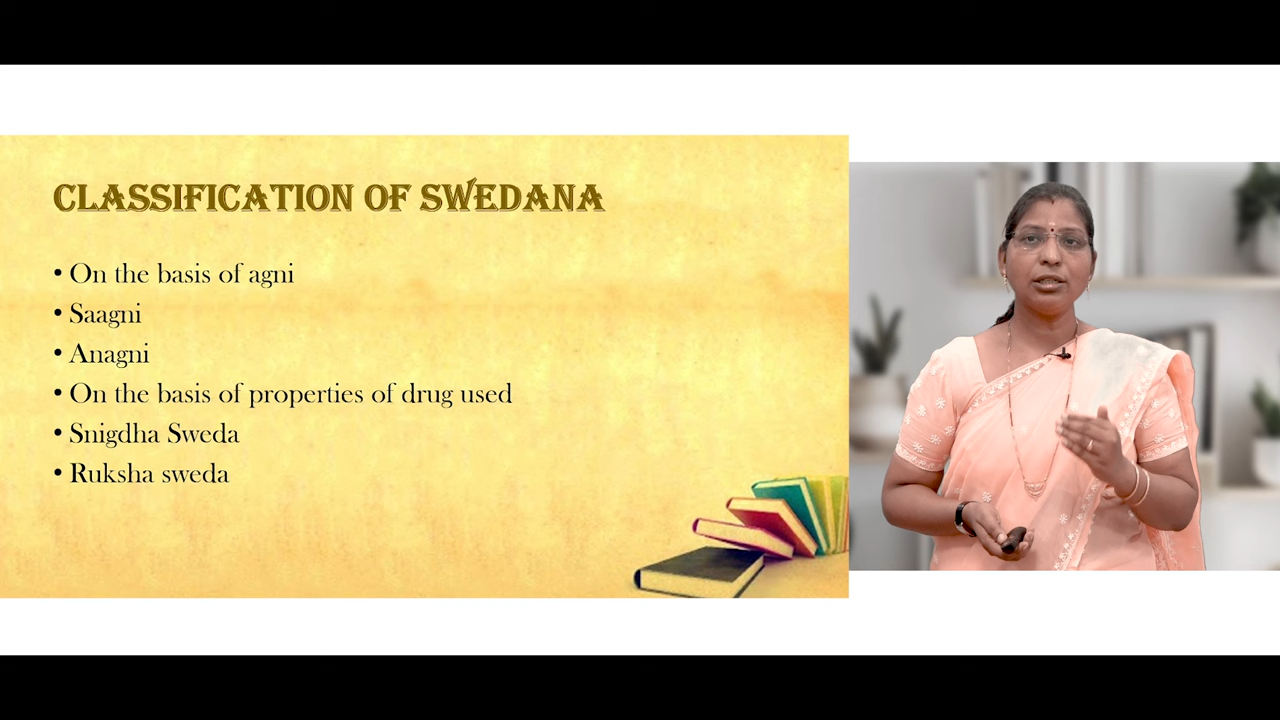 CLASSIFICATION OF SWEDANA
• On the basis of agni
• Saagni
• Anagni
• On the basis of properties of drug used
• Snigdha Sweda
• Ruksha sweda